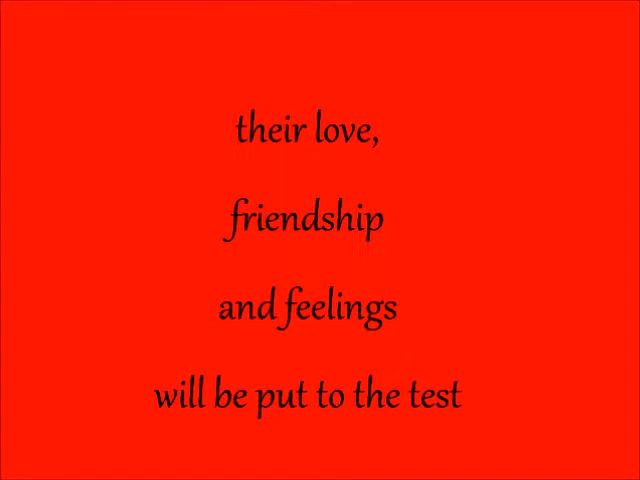 their love,
friendship
and feelings
will be put to the test